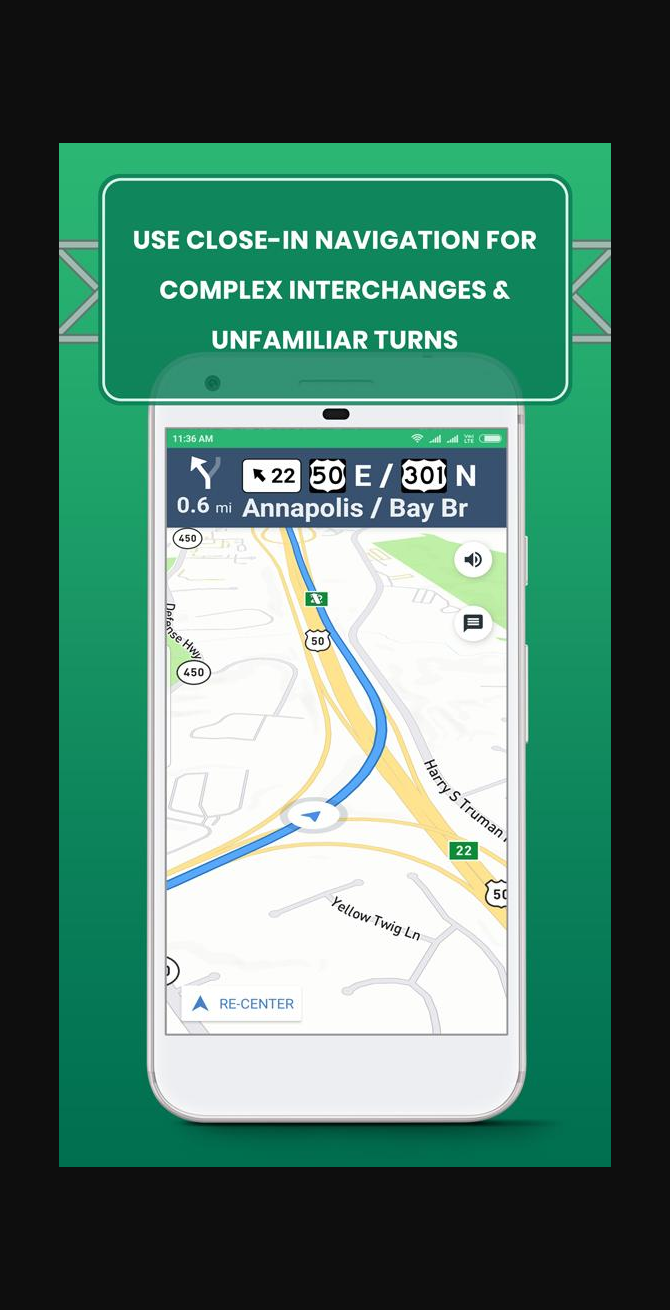 USE CLOSE-IN NAVIGATION FOR
COMPLEX INTERCHANGES &
UNFAMILIAR TURNS
11:36 AM
22 50 E / 301 N
0.6 mi Annapolis / Bay Br
450
50
Defense Hwy
450
Harry S Truman
22
50
Yellow Twig Ln
RE-CENTER